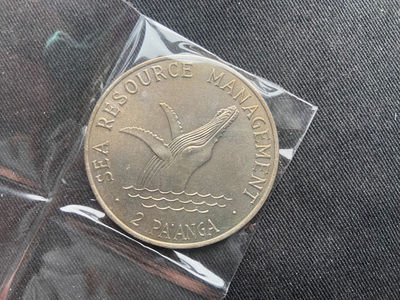 · SEA RESOURCE MANAGEMENT ·
2 PA'ANGA